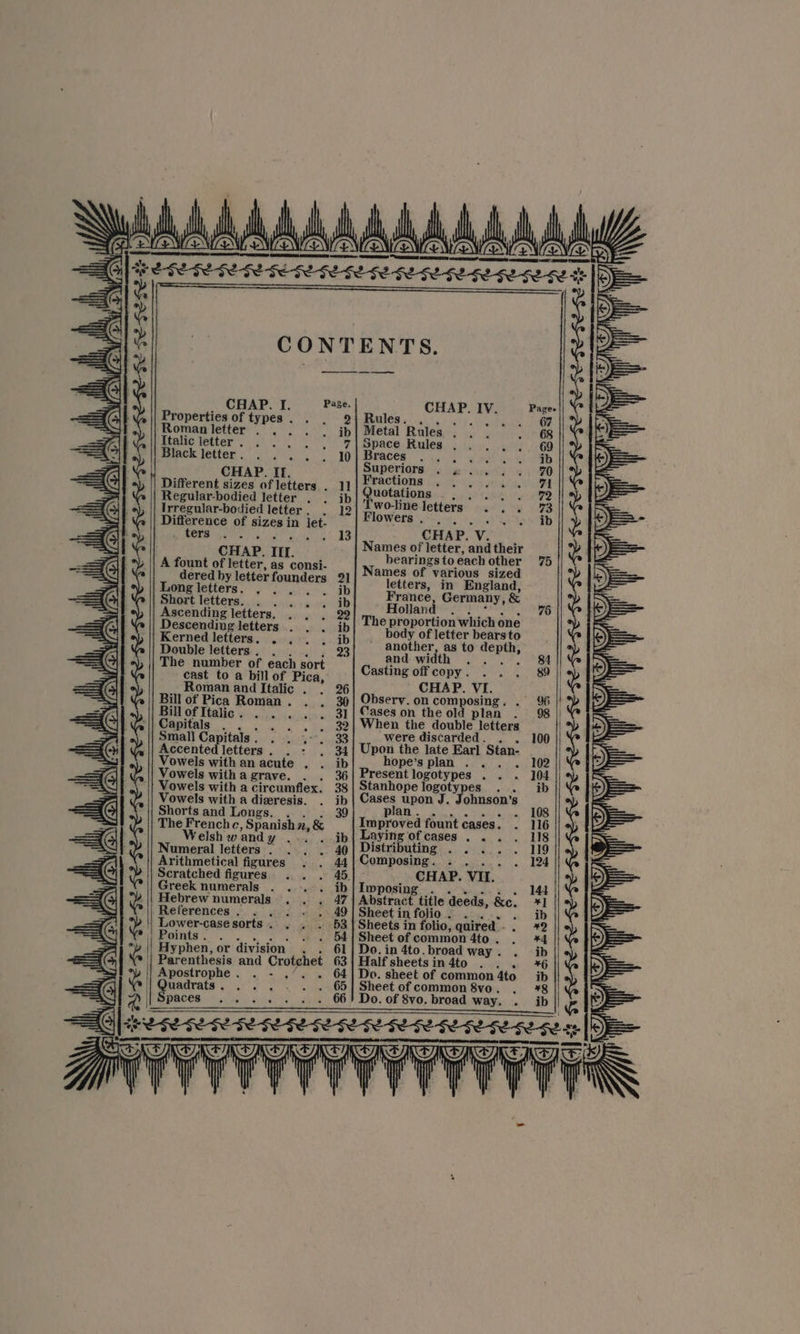 CONTENTS.
CHAP. I. Page.
Properties of types . . . 2
Roman letter . . . . . ib
Italic letter . . . . . . 7
Black letter . . . . . . 10
CHAP. II.
Different sizes of letters . 11
Regular-bodied letter . . ib
Irregular-bodied letter . . 12
Difference of sizes in let-
ters . . . . . . . 13
CHAP. III.
A fount of letter, as consi-
dered by letter founders 21
Long letters. . . . . . . ib
Short letters. . . . . . . ib
Ascending letters. . . . 22
Descending letters . . . ib
Kerned letters. . . . . . ib
Double letters . . . . . 23
The number of each sort
cast to a bill of Pica,
Roman and Italic . . 26
Bill of Pica Roman . . . 30
Bill of Italic . . . . . . 31
Capitals . . . . . . . 32
Small Capitals . . . . . 33
Accented letters . . . . 34
Vowels with an acute . . ib
Vowels with a grave. . . 36
Vowels with a circumflex. 38
Vowels with a diæresis. . ib
Shorts and Longs. . . . 39
The French c, Spanish n, &
Welsh w and y . . . . ib
Numeral letters . . . . 40
Arithmetical figures . . 44
Scratched figures . . . 45
Greek numerals . . . . ib
Hebrew numerals . . . 47
References . . . . . . 49
Lower-case sorts . . . . 53
Points . . . . . . . . 54
Hyphen, or division . . 61
Parenthesis and Crotchet 63
Apostrophe . . . . . . 64
Quadrats . . . . . . . 65
Spaces . . . . . . . 66
CHAP. IV. Page.
Rules. . . . . . . . . 67
Metal Rules . . . . . 68
Space Rules . . . . . 69
Braces . . . . . . . ib
Superiors . . . . . . 70
Fractions . . . . . . 71
Quotations . . . . . . 72
Two-line letters . . . 73
Flowers . . . . . . . ib
CHAP. V.
Names of letter, and their
bearings to each other 75
Names of various sized
letters, in England,
France, Germany, &
Holland . . . . . 76
The proportion which one
body of letter bears to
another, as to depth,
and width . . . . 84
Casting off copy. . . . 89
CHAP. VI.
Observ. on composing. . 96
Cases on the old plan . 98
When the double letters
were discarded . . . 100
Upon the late Earl Stan-
hope's plan . . . . 102
Present logotypes . . . 104
Stanhope logotypes . . ib
Cases upon J. Johnson's
plan . . . . . . . 108
Improved fount cases. . 116
Laying of cases . . . . 118
Distributing . . . . . 119
Composing. . . . . . 124
CHAP. VII.
Imposing . . . . . . 144
Abstract title deeds, &c. *1
Sheet in folio . . . . . ib
Sheets in folio, quired . . *2
Sheet of common 4to . . *4
Do. in 4to. broad way . . ib
Half sheets in 4to . . . *6
Do. sheet of common 4to ib
Sheet of common 8vo. . *8
Do. of 8vo. broad way. . ib